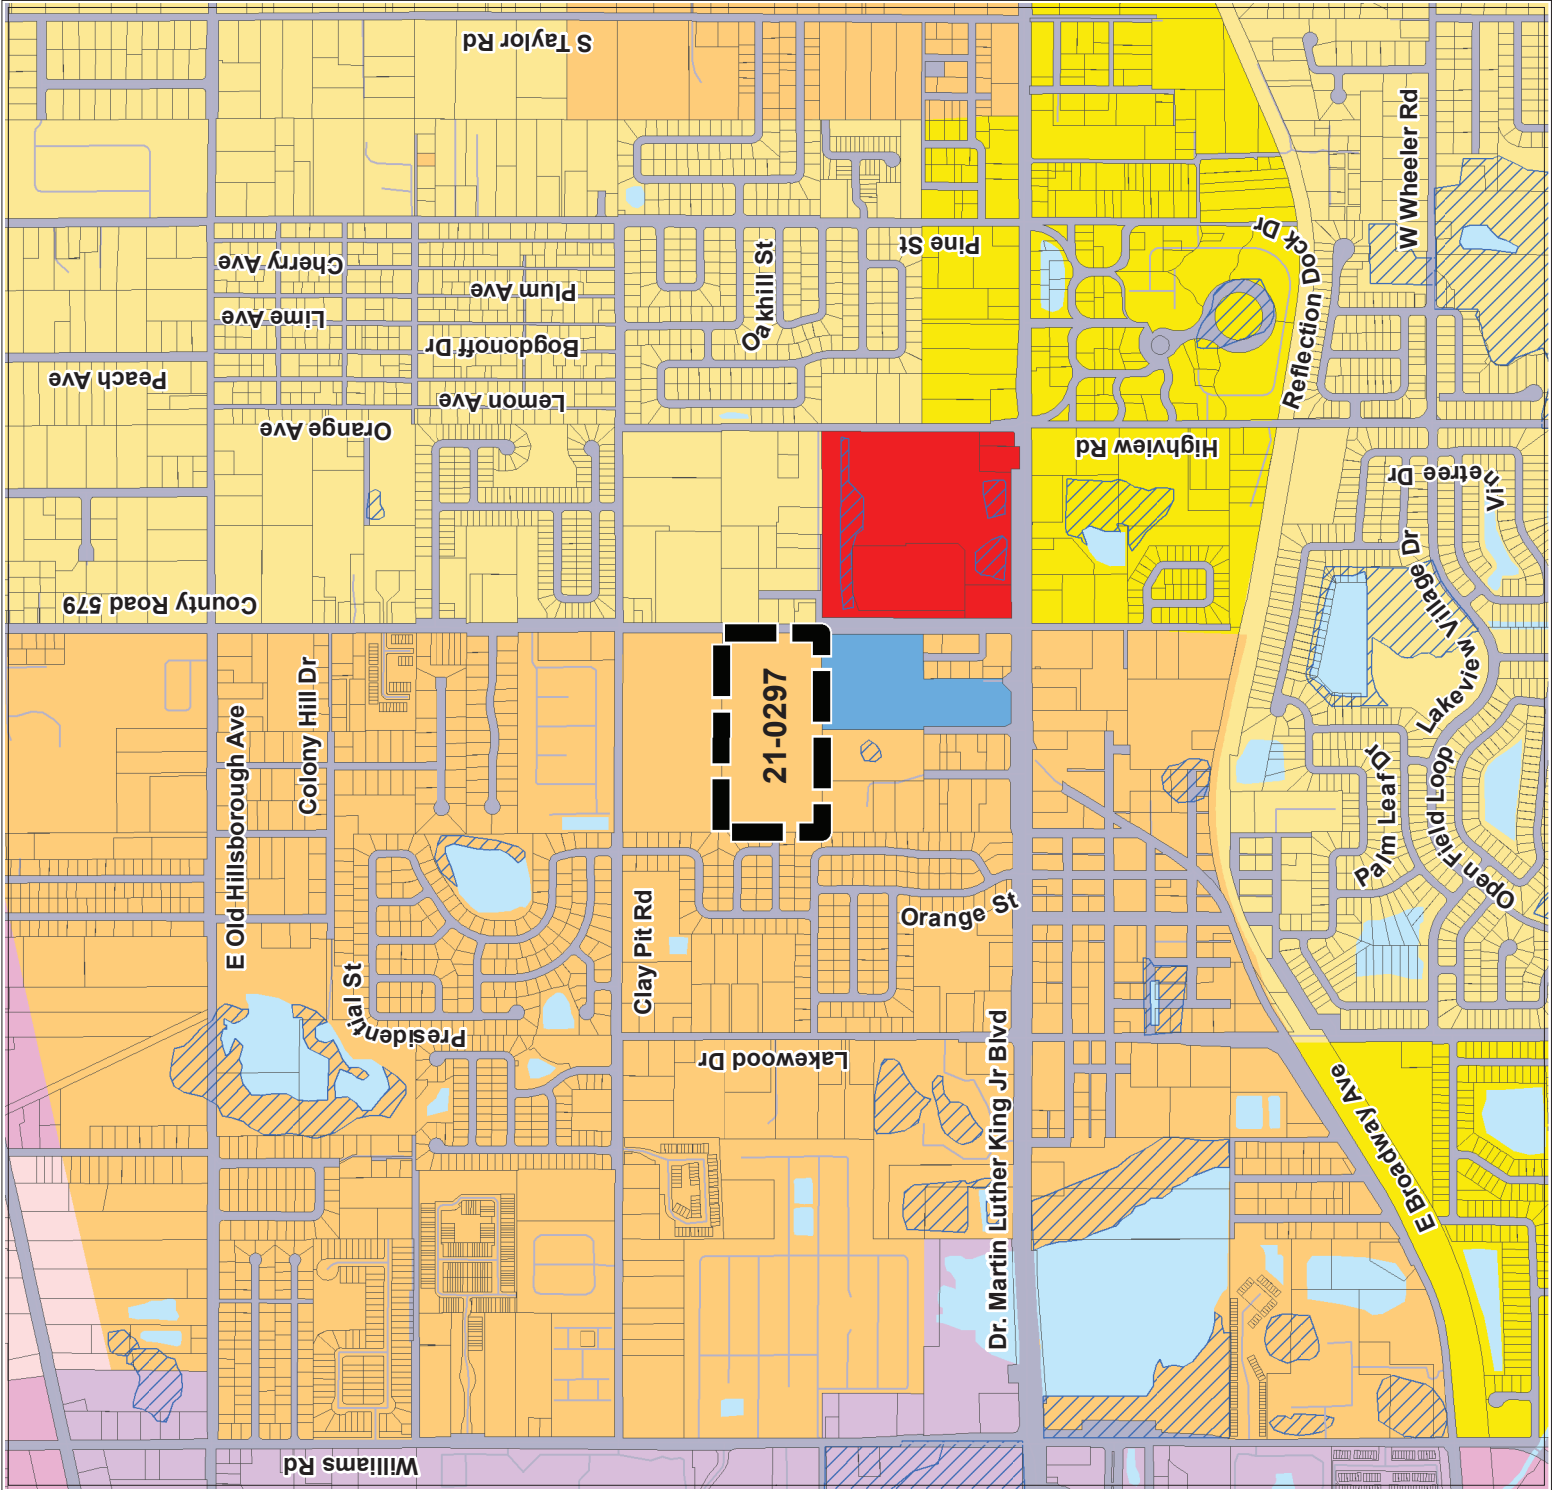 S Taylor Rd
W Wheeler Rd
Reflection Dock Dr
Pine St
Oakhill St
Cherry Ave
Plum Ave
Lime Ave
Bogdonoff Dr
Peach Ave
Lemon Ave
Orange Ave
Highview Rd
Vinetree Dr
County Road 579
Lakeview Village Dr
Colony Hill Dr
21-0297
E Old Hillsborough Ave
Palm Leaf Dr
Open Field Loop
Orange St
Clay Pit Rd
Presidential St
Lakewood Dr
Dr. Martin Luther King Jr Blvd
E Broadway Ave
Williams Rd